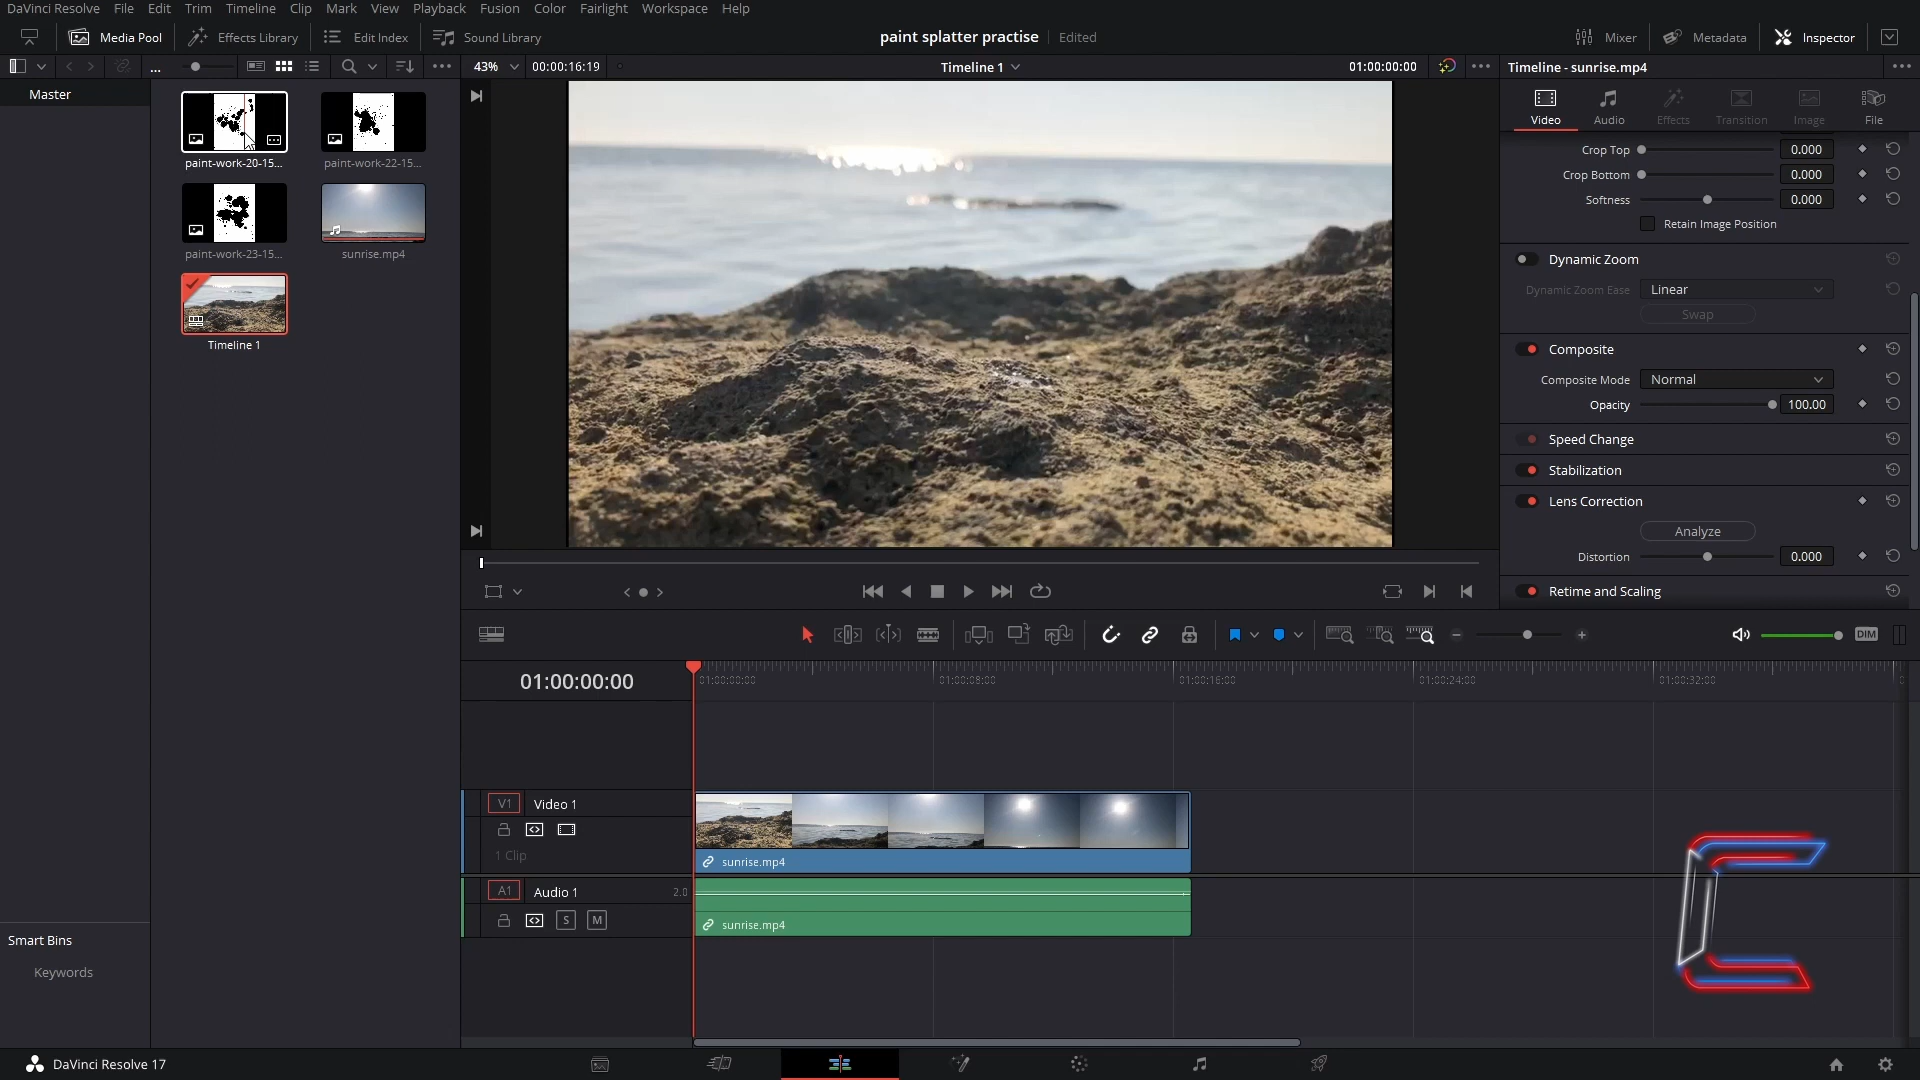 DaVinci Resolve File Edit Trim Timeline Clip Mark View Playback Fusion Color Fairlight Workspace Help
Media Pool Effects Library Edit Index Sound Library paint splatter practise Edited Mixer Metadata Inspector
... 43% 00:00:16:19 Timeline 1 01:00:00:00 Timeline - sunrise.mp4
Master
paint-work-20-15...
paint-work-22-15...
paint-work-23-15...
sunrise.mp4
Timeline 1
Smart Bins
Keywords
Video Audio Effects Transition Image File
Crop Top 0.000
Crop Bottom 0.000
Softness 0.000
Retain Image Position
Dynamic Zoom
Dynamic Zoom Ease Linear
Swap
Composite
Composite Mode Normal
Opacity 100.00
Speed Change
Stabilization
Lens Correction
Analyze
Distortion 0.000
Retime and Scaling
DIM
01:00:00:00 01:00:00:00 01:00:08:00 01:00:16:00 01:00:24:00 01:00:32:00
V1 Video 1
1 Clip
sunrise.mp4
A1 Audio 1 2.0
S M
sunrise.mp4
DaVinci Resolve 17